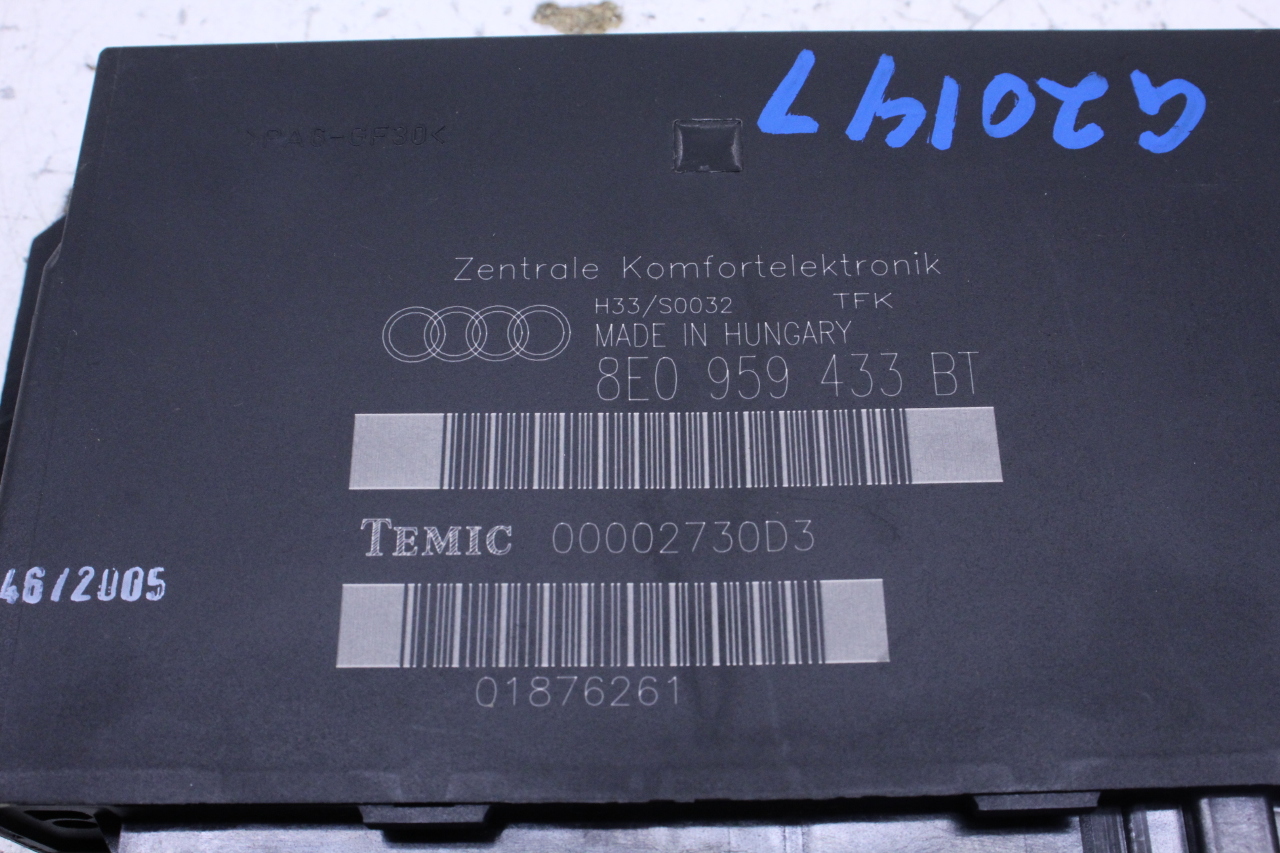 G20147
Zentrale Komfortelektronik
H33/S0032 TFK
MADE IN HUNGARY
8E0 959 433 BT
TEMIC 00002730D3
46/2005
01876261